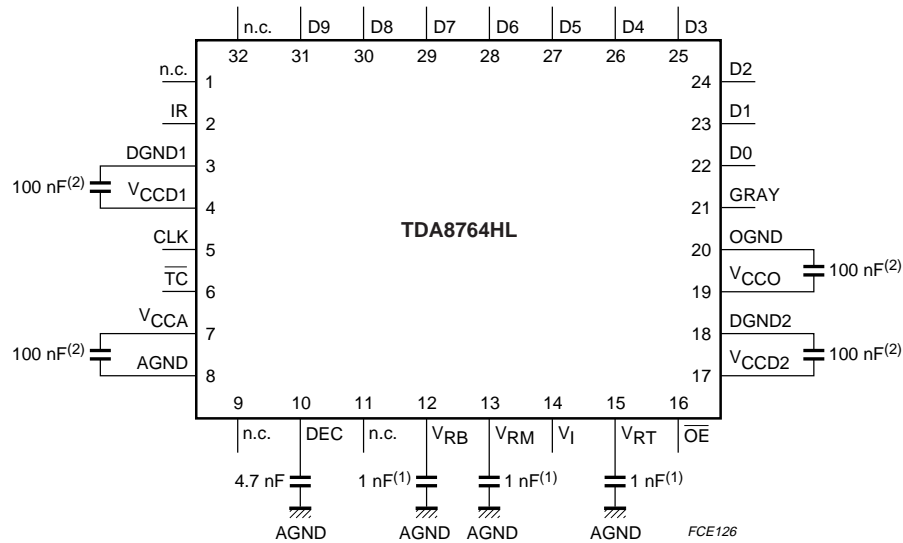 n.c. D9 D8 D7 D6 D5 D4 D3
32 31 30 29 28 27 26 25
n.c. 1 24 D2
IR 2 23 D1
DGND1 3 22 D0
100 nF(2)
VCCD1 4 21 GRAY
TDA8764HL
CLK 5 20 OGND
100 nF(2)
TC 6 19 VCCO
VCCA 7 18 DGND2
100 nF(2) 100 nF(2)
AGND 8 17 VCCD2
9 10 11 12 13 14 15 16
n.c. DEC n.c. VRB VRM VI VRT OE
4.7 nF 1 nF(1) 1 nF(1) 1 nF(1)
AGND AGND AGND AGND FCE126